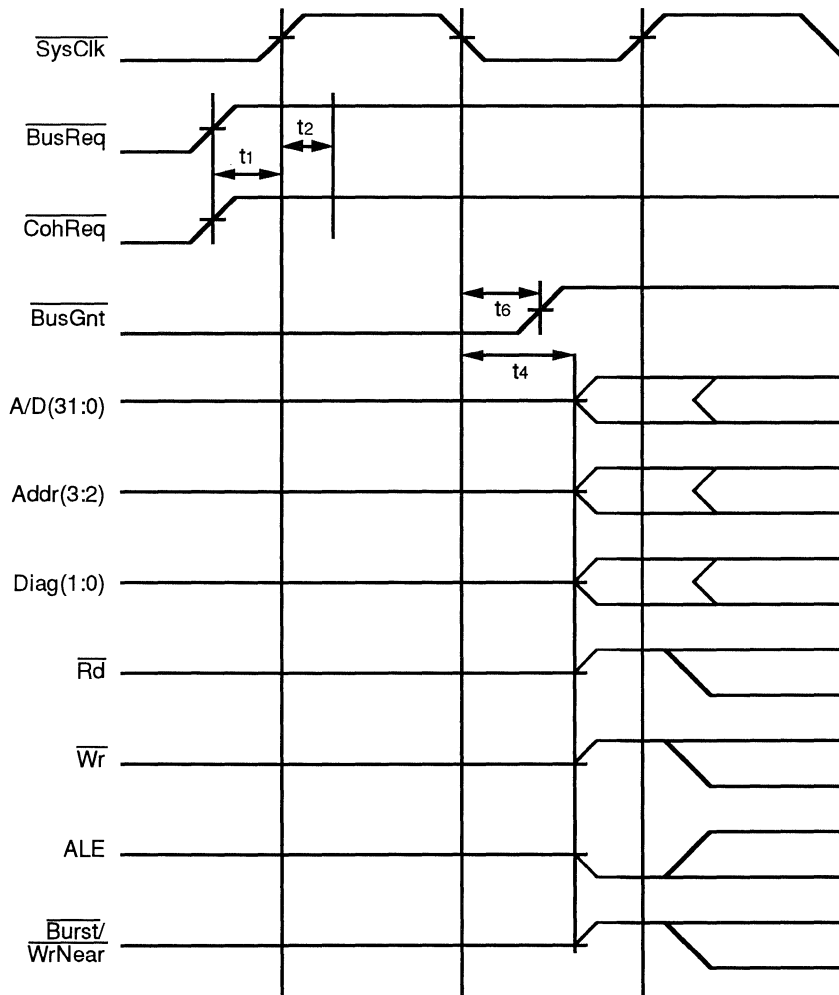 SysClk
BusReq
t2
t1
CohReq
BusGnt
t6
t4
A/D(31:0)
Addr(3:2)
Diag(1:0)
Rd
Wr
ALE
Burst/
WrNear